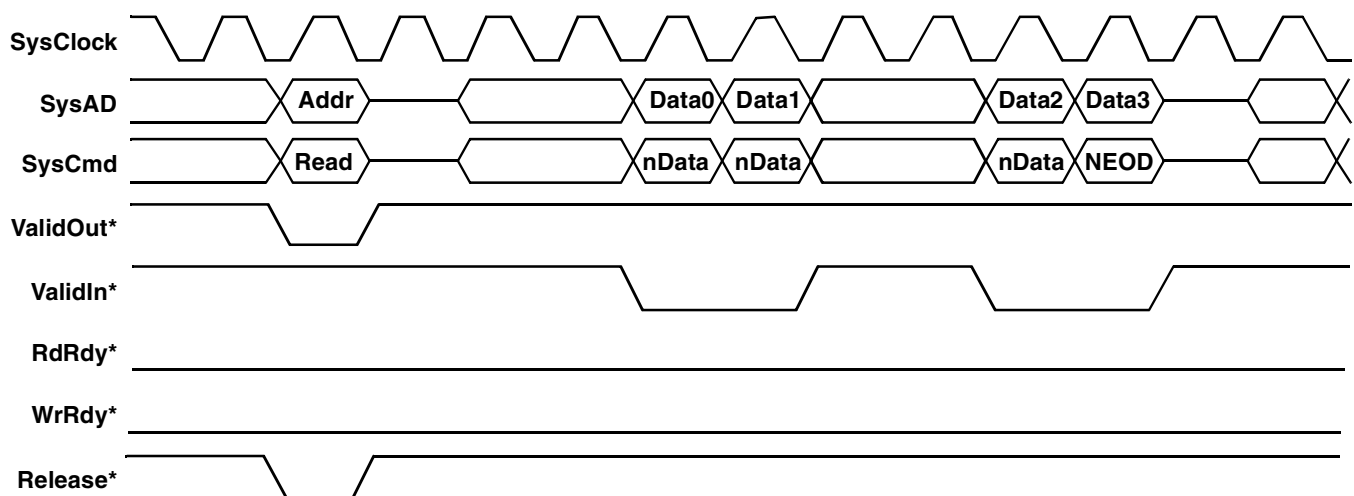 SysClock
SysAD Addr Data0 Data1 Data2 Data3
SysCmd Read nData nData nData NEOD
ValidOut*
ValidIn*
RdRdy*
WrRdy*
Release*